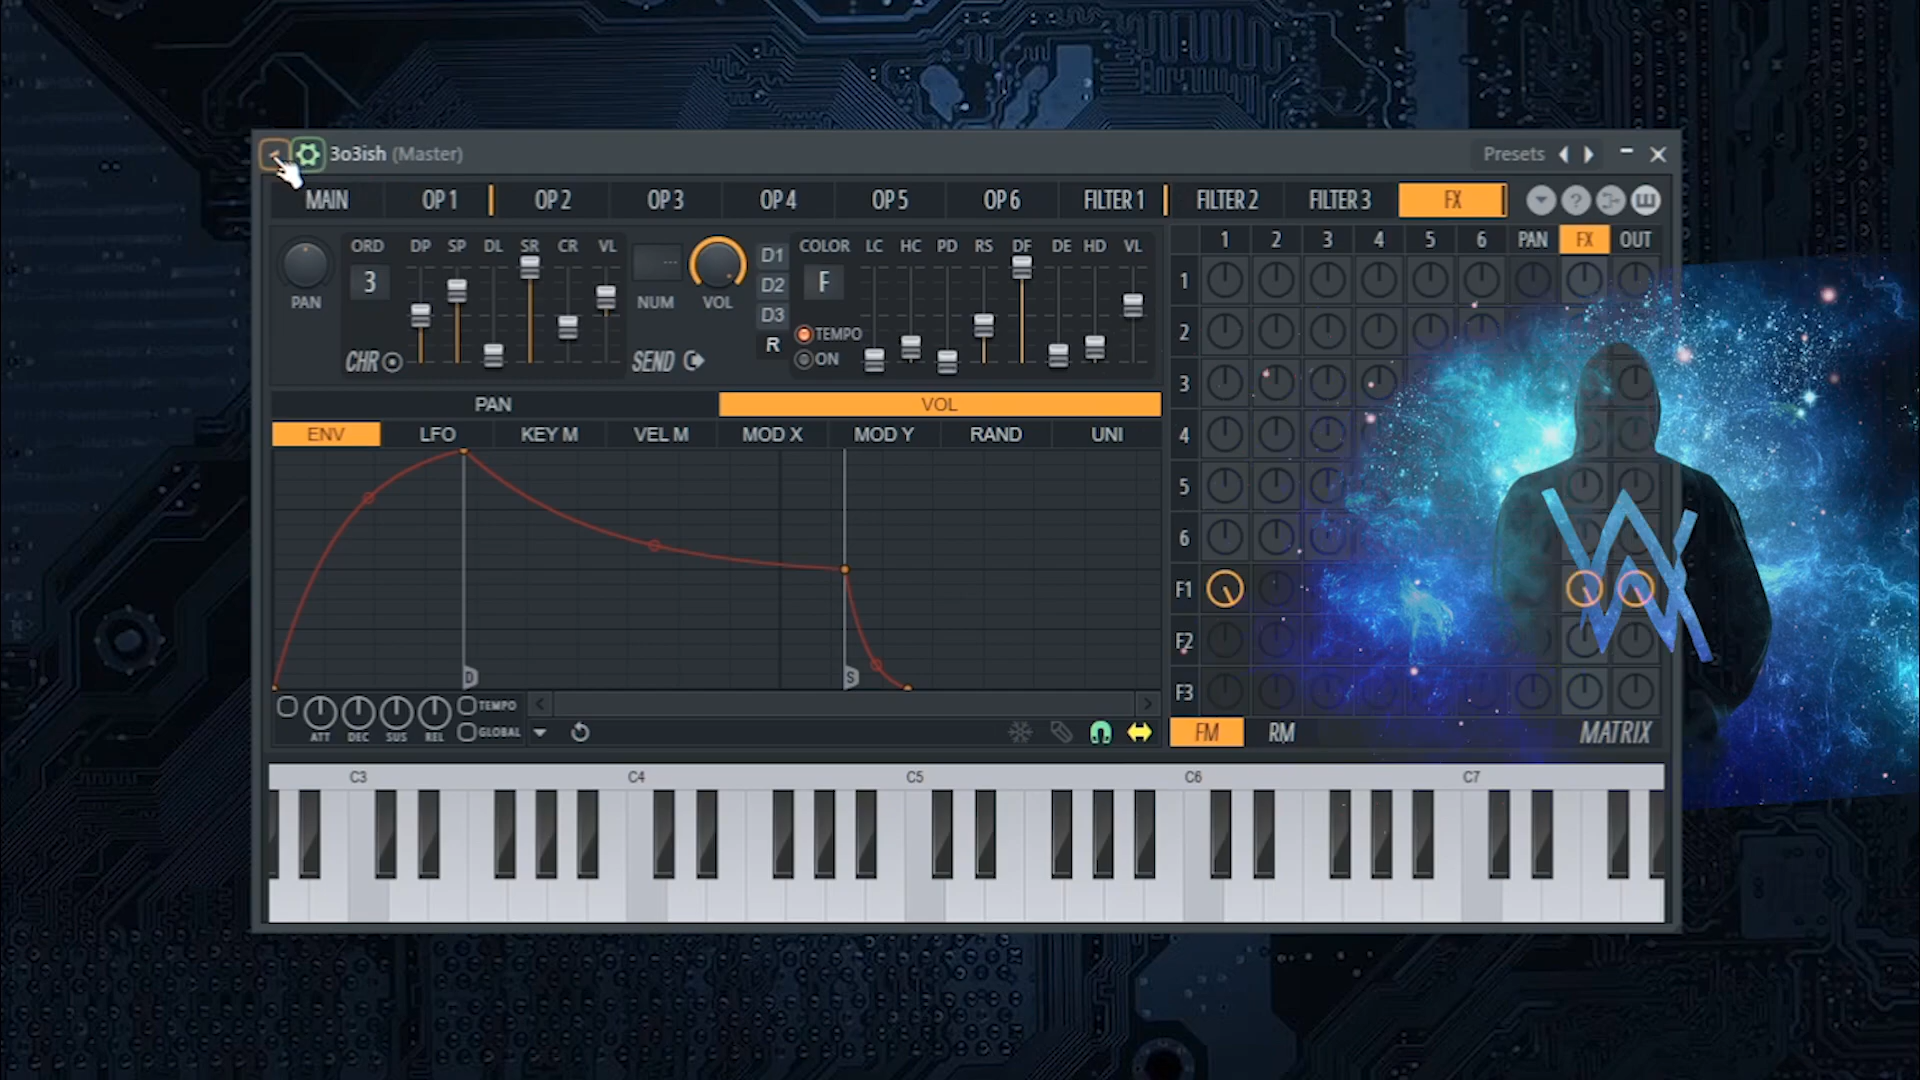 3o3ish (Master) Presets
MAIN OP 1 OP 2 OP 3 OP 4 OP 5 OP 6 FILTER 1 FILTER 2 FILTER 3 FX ?
1 2 3 4 5 6 PAN FX OUT
ORD DP SP DL SR CR VL
3
PAN
CHR
--- NUM VOL
SEND
D1
D2
D3
R
COLOR LC HC PD RS DF DE HD VL
F
TEMPO
ON
PAN VOL
ENV LFO KEY M VEL M MOD X MOD Y RAND UNI
D S
ATT DEC SUS REL
TEMPO
GLOBAL
1
2
3
4
5
6
F1
F2
F3
FM RM MATRIX
C3 C4 C5 C6 C7